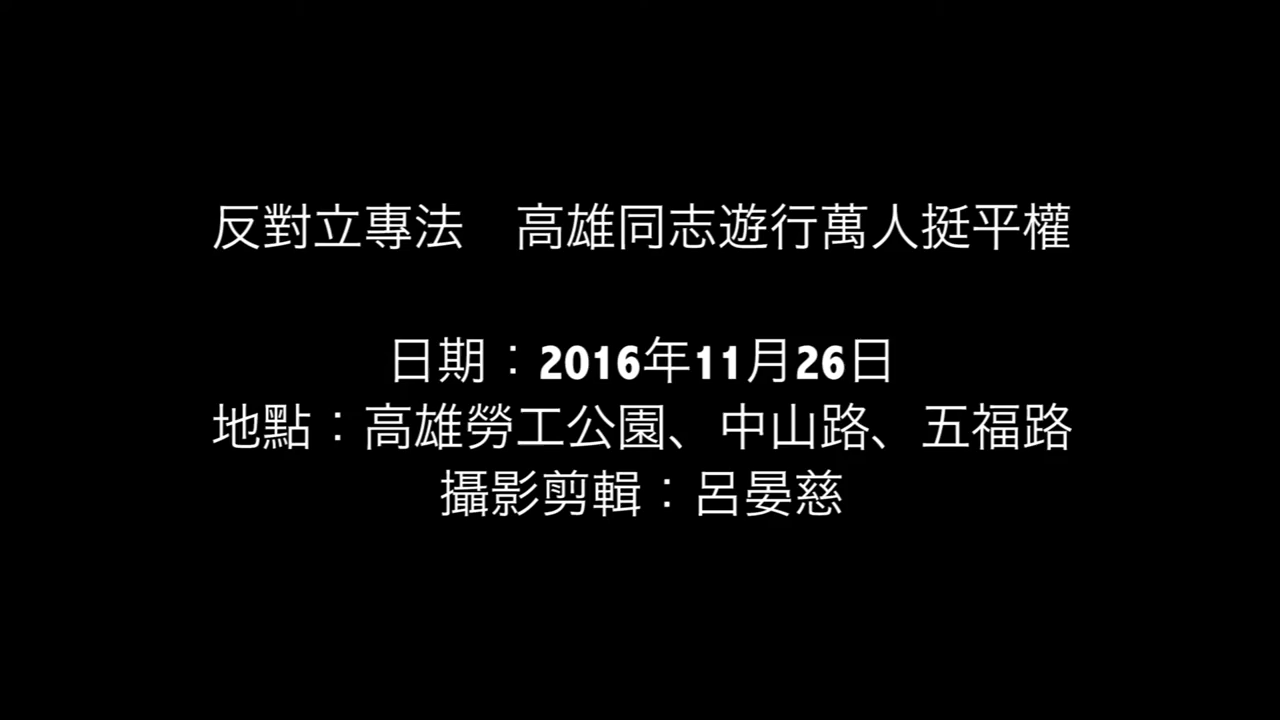 反對立專法　高雄同志遊行萬人挺平權
日期：2016年11月26日
地點：高雄勞工公園、中山路、五福路
攝影剪輯：呂晏慈